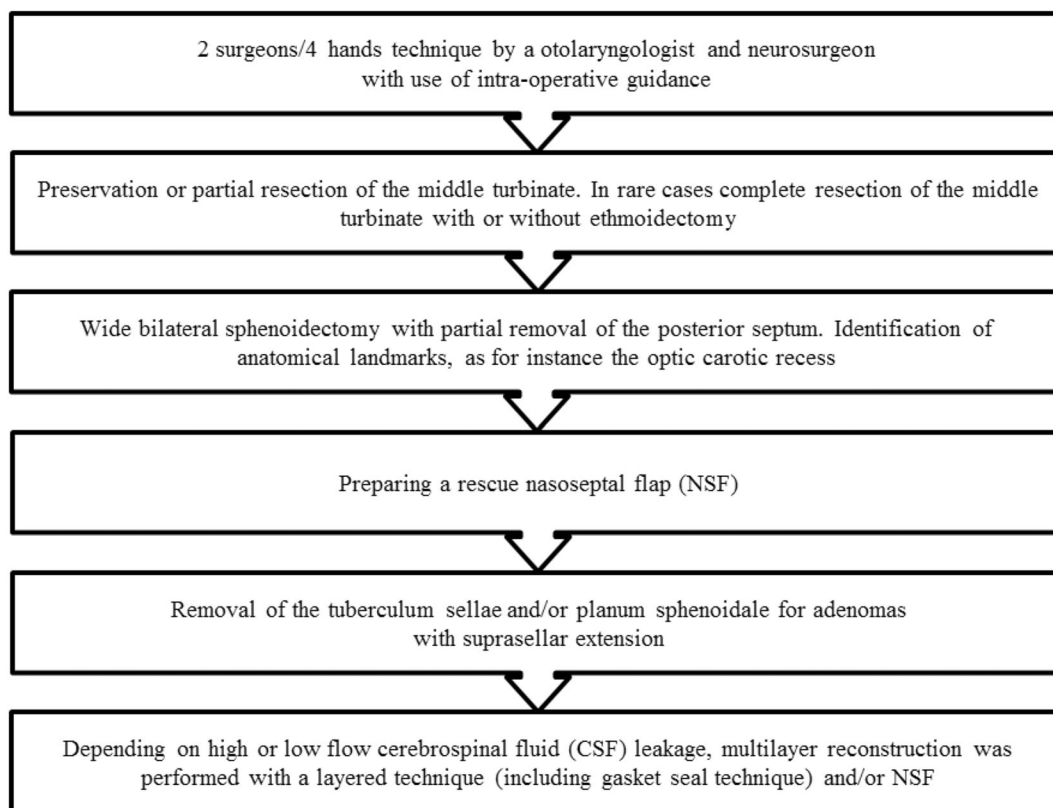 2 surgeons/4 hands technique by a otolaryngologist and neurosurgeon
with use of intra-operative guidance
Preservation or partial resection of the middle turbinate. In rare cases complete resection of the middle
turbinate with or without ethmoidectomy
Wide bilateral sphenoidectomy with partial removal of the posterior septum. Identification of
anatomical landmarks, as for instance the optic carotic recess
Preparing a rescue nasoseptal flap (NSF)
Removal of the tuberculum sellae and/or planum sphenoidale for adenomas
with suprasellar extension
Depending on high or low flow cerebrospinal fluid (CSF) leakage, multilayer reconstruction was
performed with a layered technique (including gasket seal technique) and/or NSF